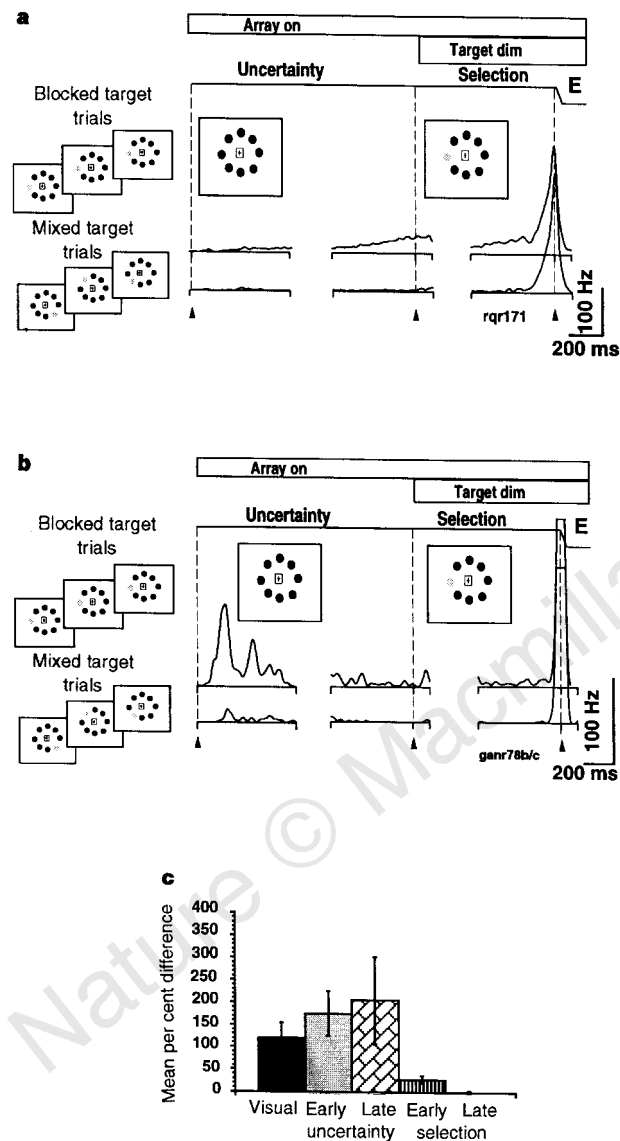 a
Array on
Target dim
Uncertainty
Selection
E
Blocked target
trials
Mixed target
trials
rqr171
100 Hz
200 ms
b
Array on
Target dim
Uncertainty
Selection
E
Blocked target
trials
Mixed target
trials
ganr78b/c
100 Hz
200 ms
c
Mean per cent difference
400
350
300
250
200
150
100
50
0
Visual Early Late Early Late
uncertainty selection
Nature © Macmilla